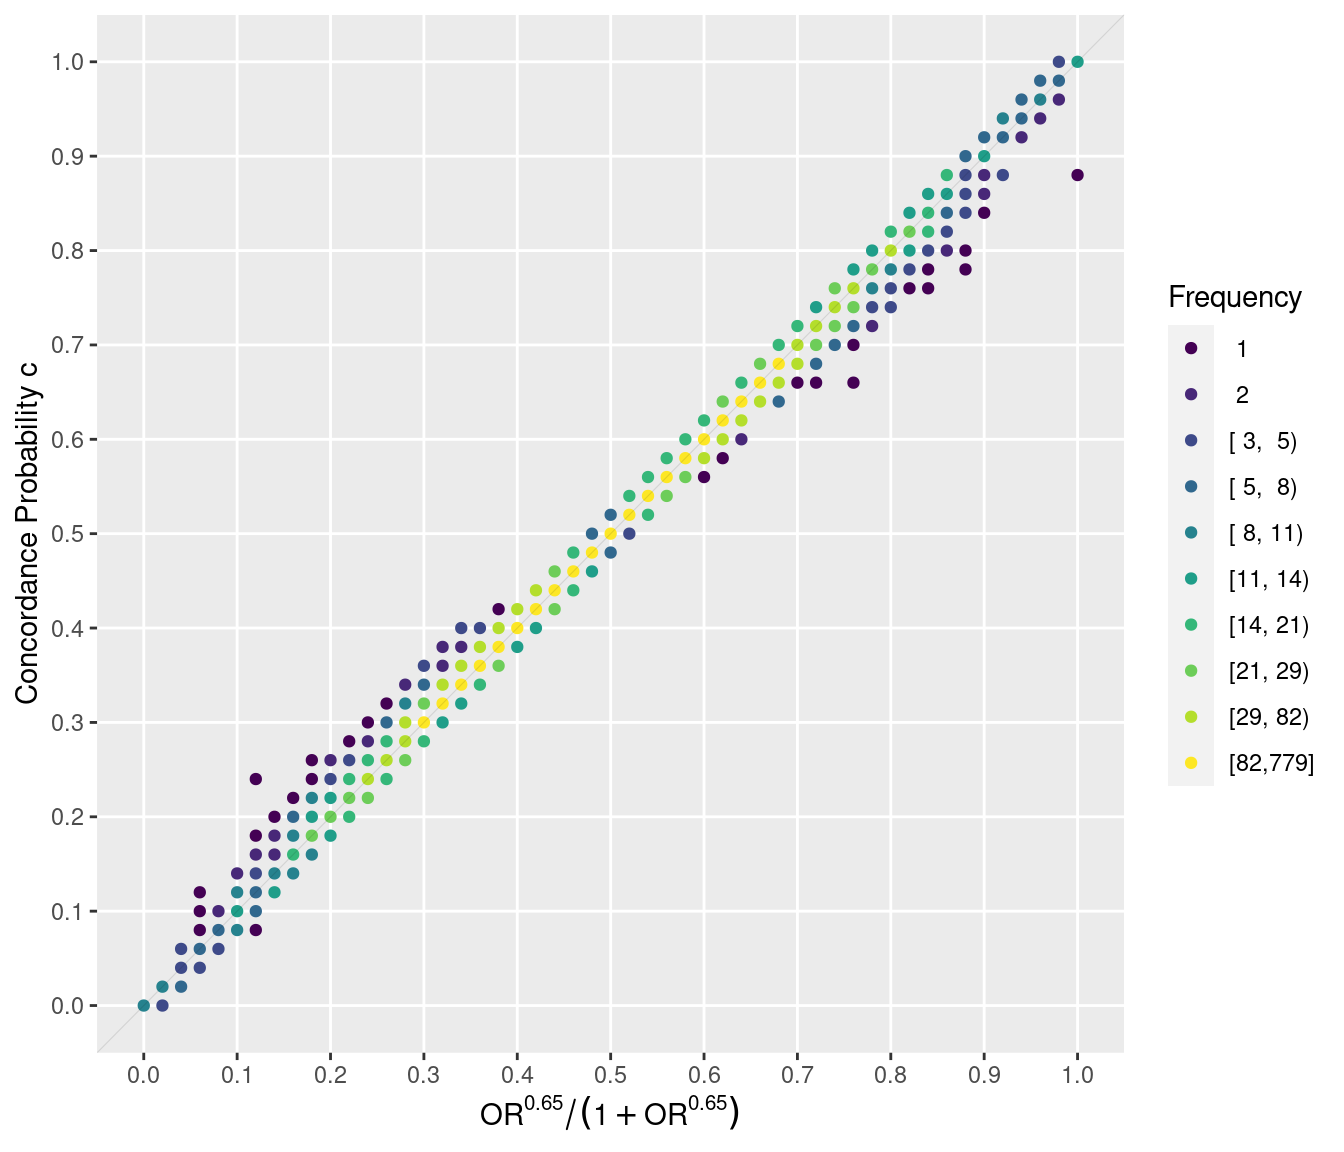 1.0
0.9
0.8
0.7
0.6
0.5
0.4
0.3
0.2
0.1
0.0
Concordance Probability c
0.0 0.1 0.2 0.3 0.4 0.5 0.6 0.7 0.8 0.9 1.0
OR^0.65/(1 + OR^0.65)
Frequency
1
2
[ 3, 5)
[ 5, 8)
[ 8, 11)
[11, 14)
[14, 21)
[21, 29)
[29, 82)
[82,779]